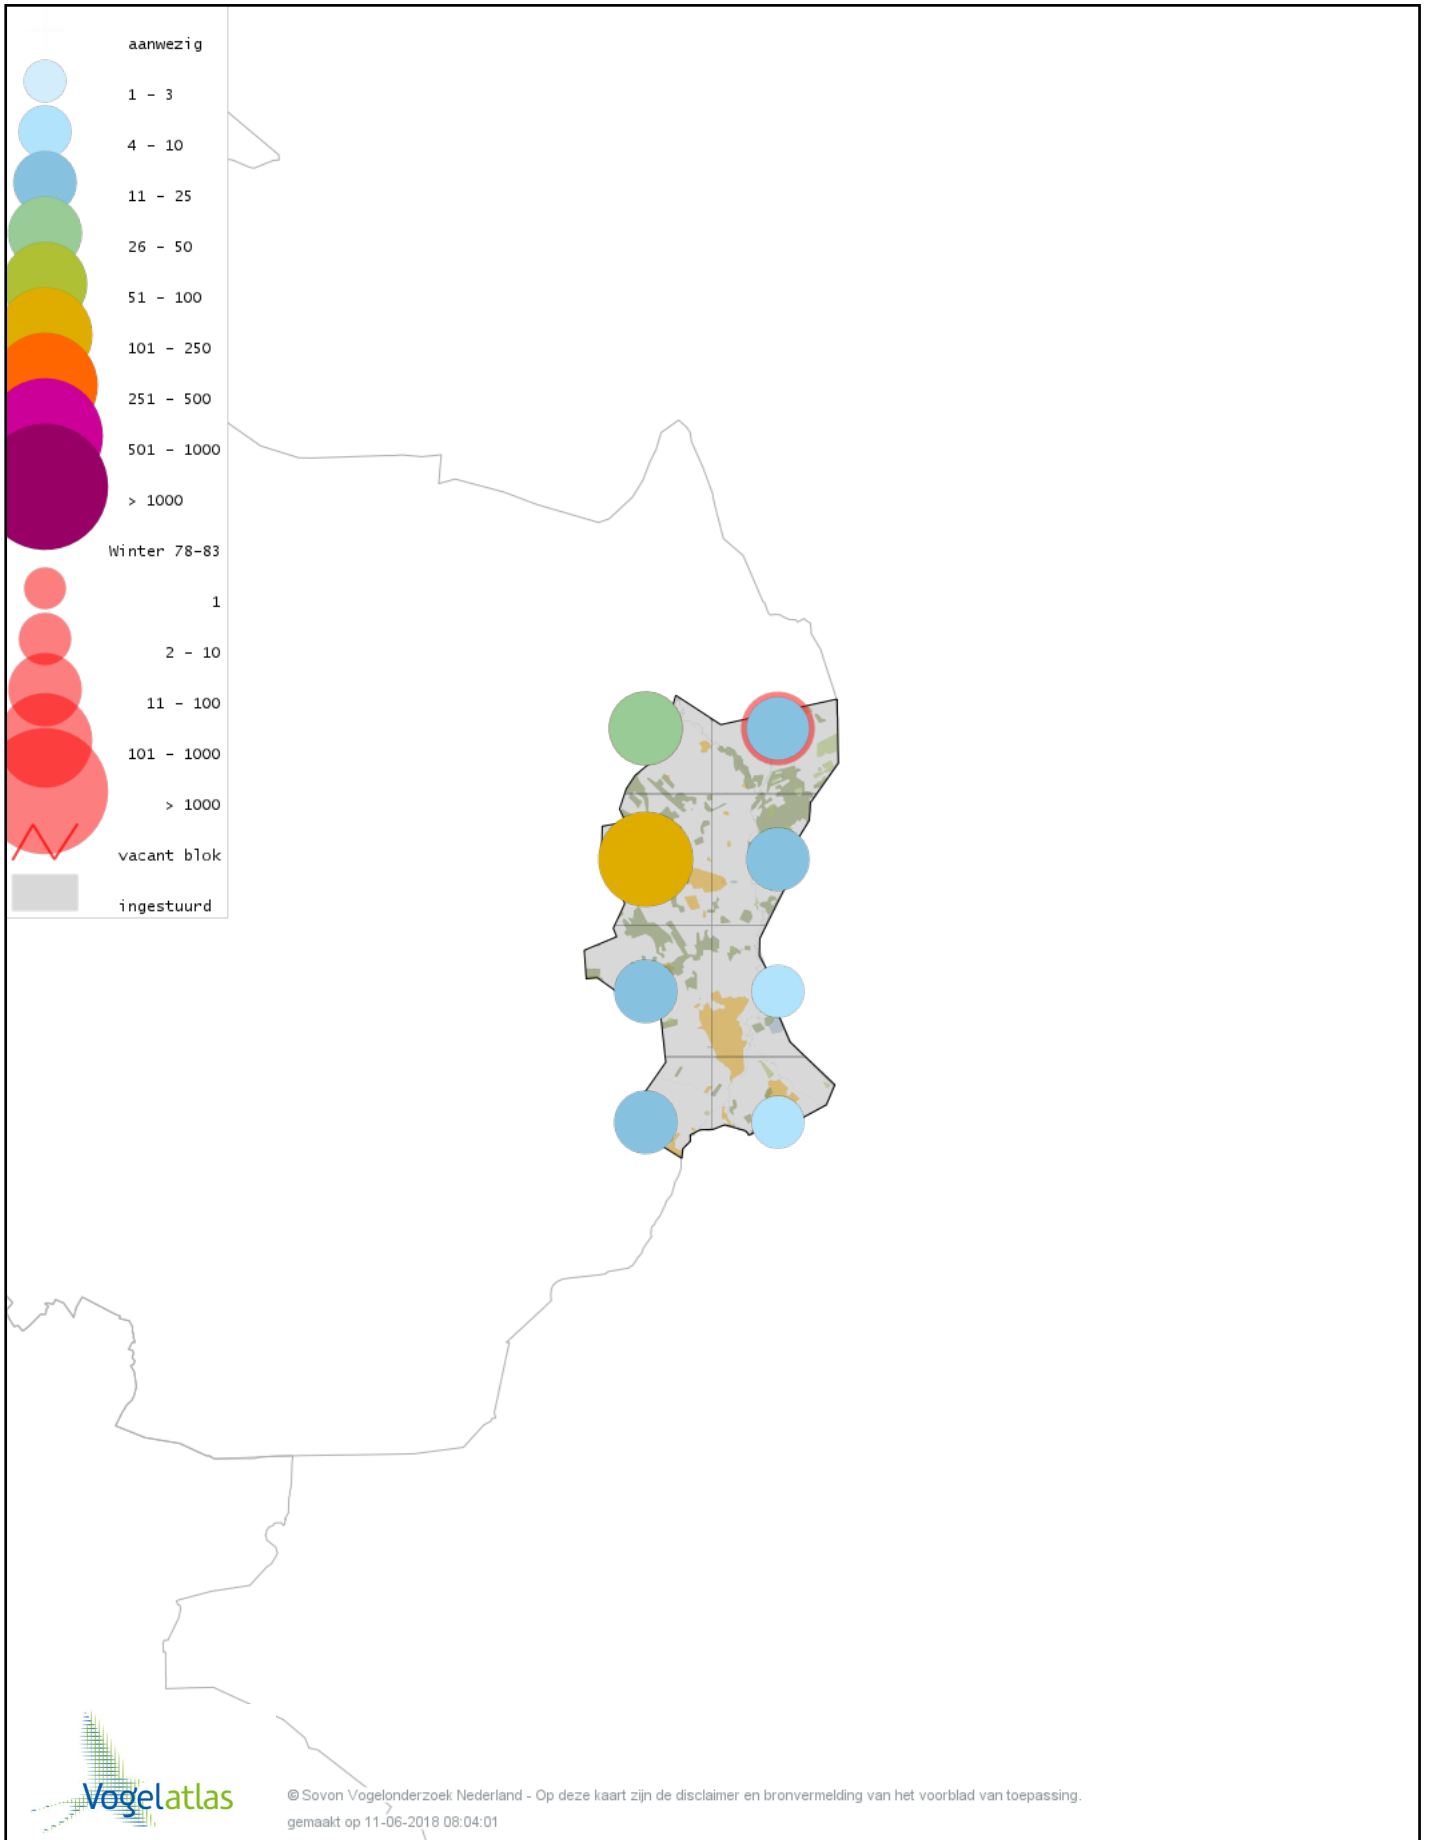 aanwezig
1 - 3
4 - 10
11 - 25
26 - 50
51 - 100
101 - 250
251 - 500
501 - 1000
> 1000
Winter 78-83
1
2 - 10
11 - 100
101 - 1000
> 1000
vacant blok
ingestuurd
Vogelatlas
© Sovon Vogelonderzoek Nederland - Op deze kaart zijn de disclaimer en bronvermelding van het voorblad van toepassing.
gemaakt op 11-06-2018 08:04:01